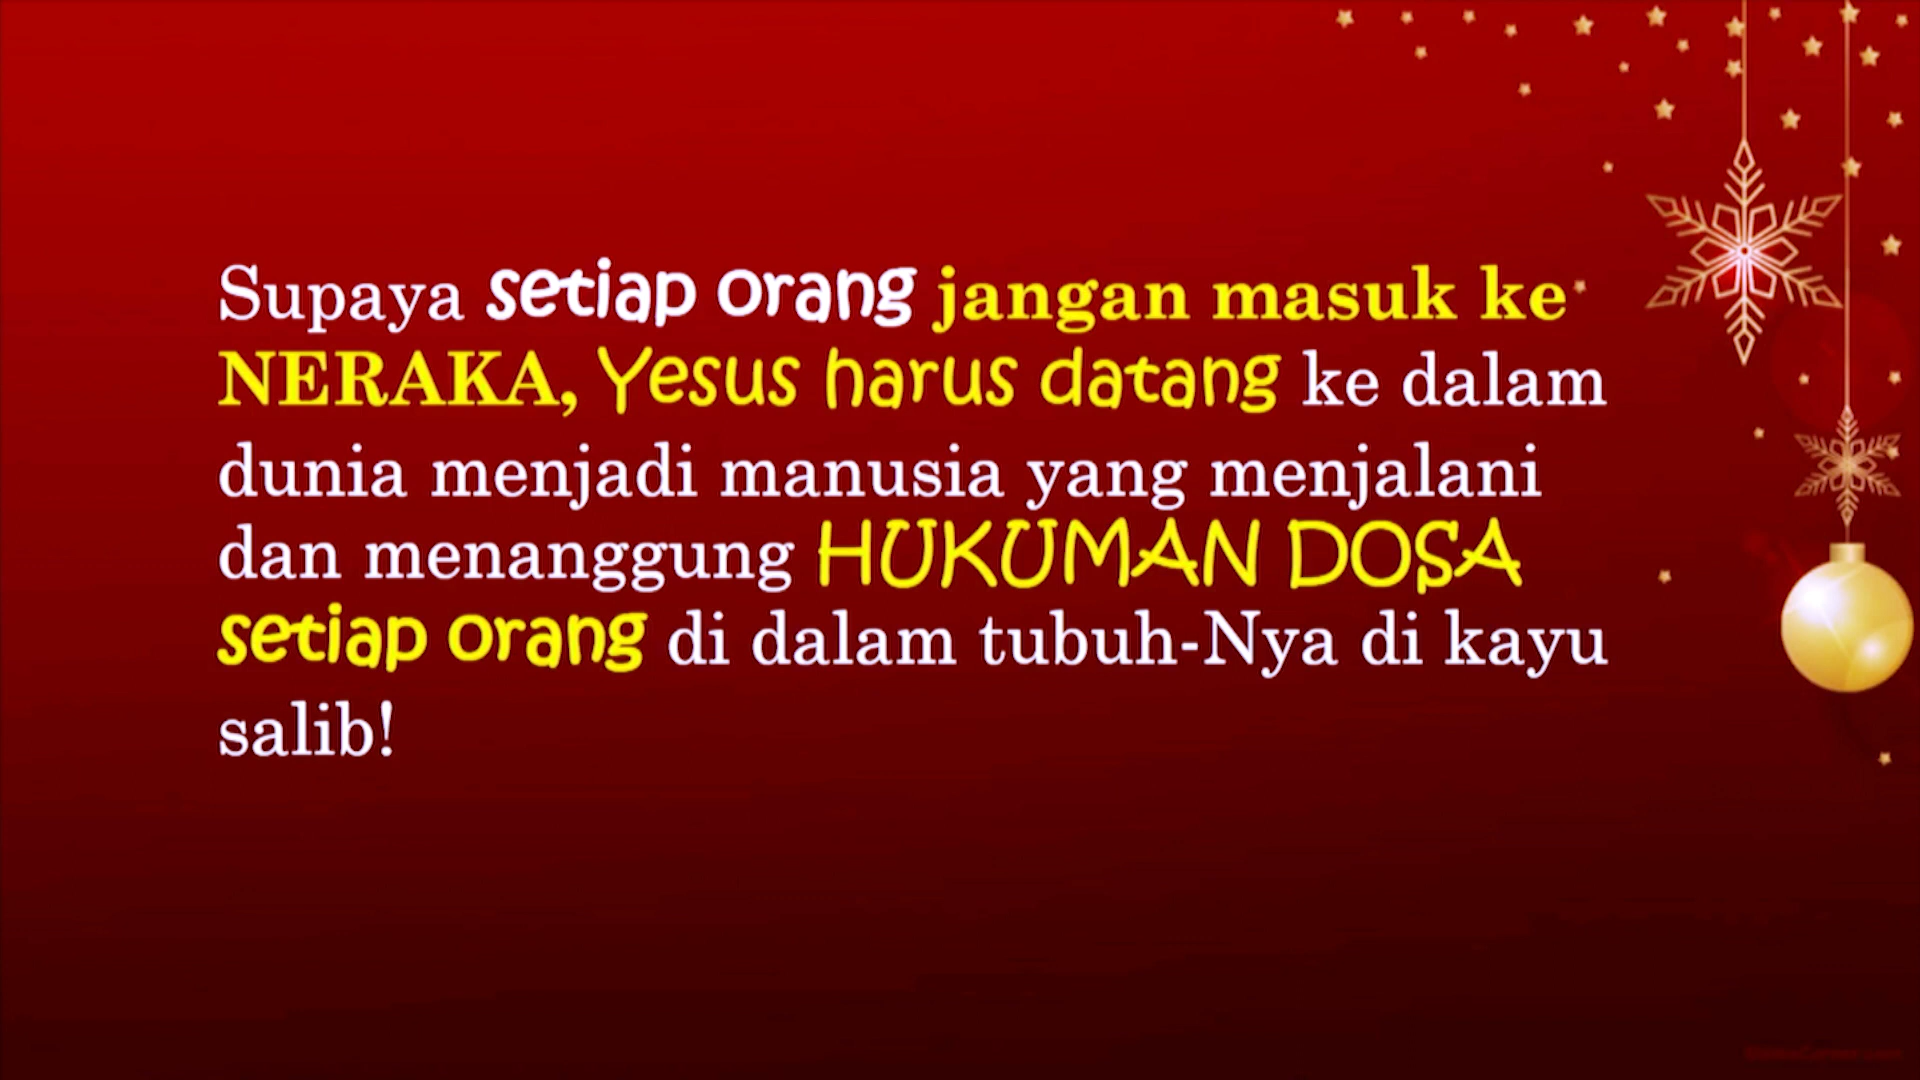 Supaya setiap orang jangan masuk ke
NERAKA, Yesus harus datang ke dalam
dunia menjadi manusia yang menjalani
dan menanggung HUKUMAN DOSA
setiap orang di dalam tubuh-Nya di kayu
salib!